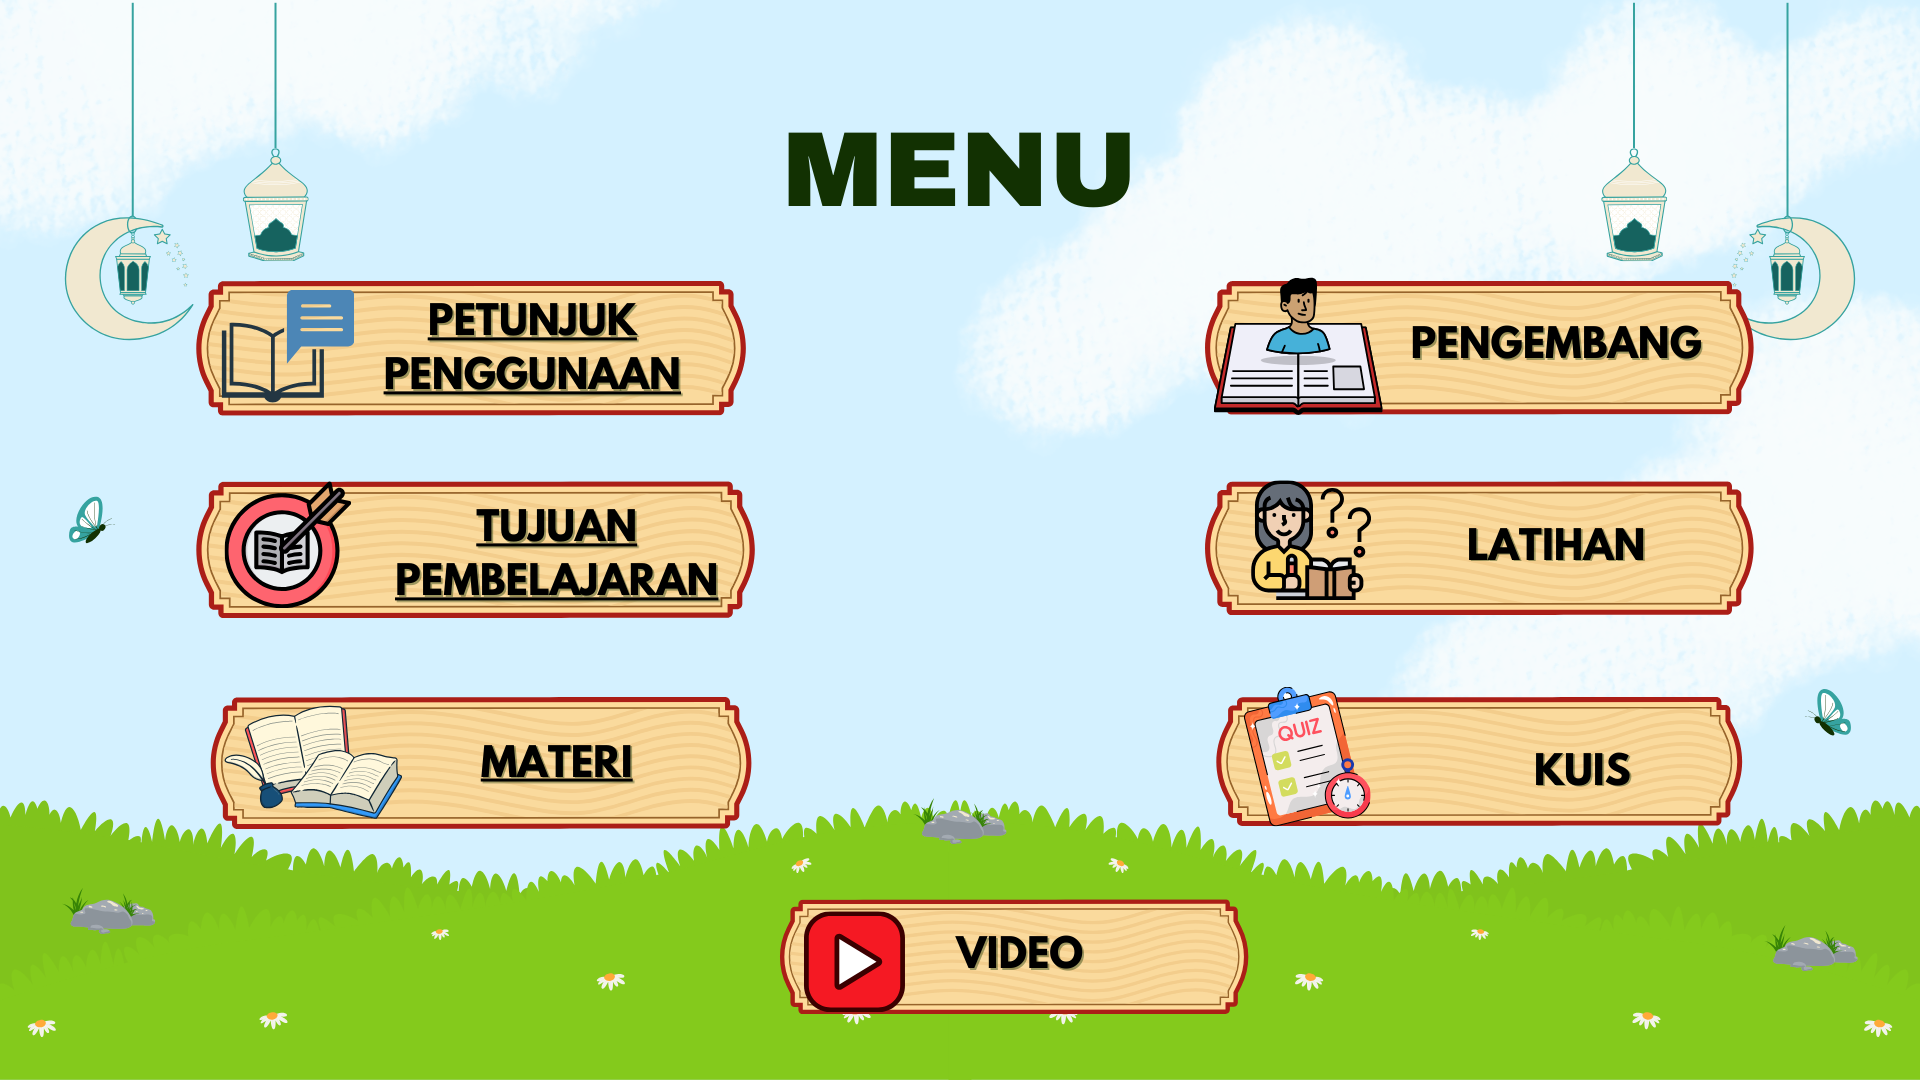 MENU
PETUNJUK
PENGGUNAAN
TUJUAN
PEMBELAJARAN
MATERI
PENGEMBANG
LATIHAN
QUIZ
KUIS
VIDEO